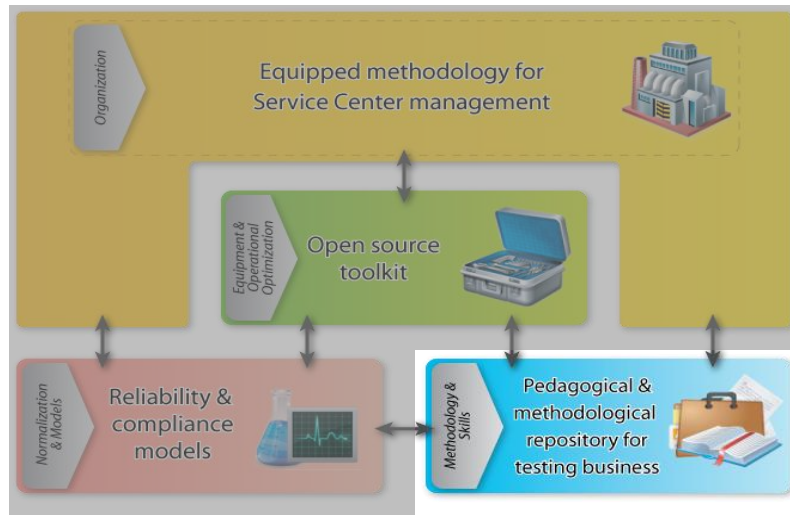 Organization
Equipped methodology for
Service Center management
Equipment &
Operational
Optimization
Open source
toolkit
Normalization
& Models
Reliability &
compliance
models
Methodology &
Skills
Pedagogical &
methodological
repository for
testing business